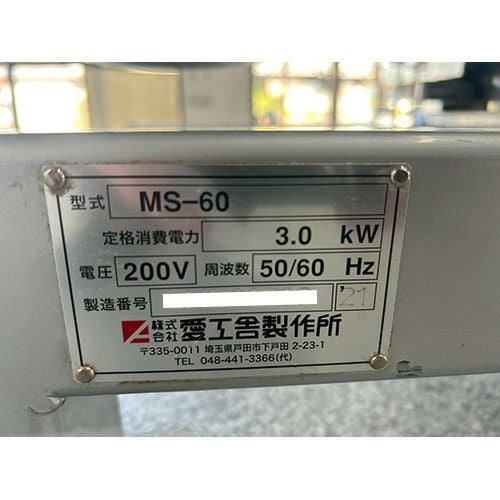 型式 MS-60
定格消費電力 3.0 kW
電圧 200V 周波数 50/60 Hz
製造番号 '21
株式会社 愛工舎製作所
〒335-0011 埼玉県戸田市下戸田 2-23-1
TEL 048-441-3366(代)